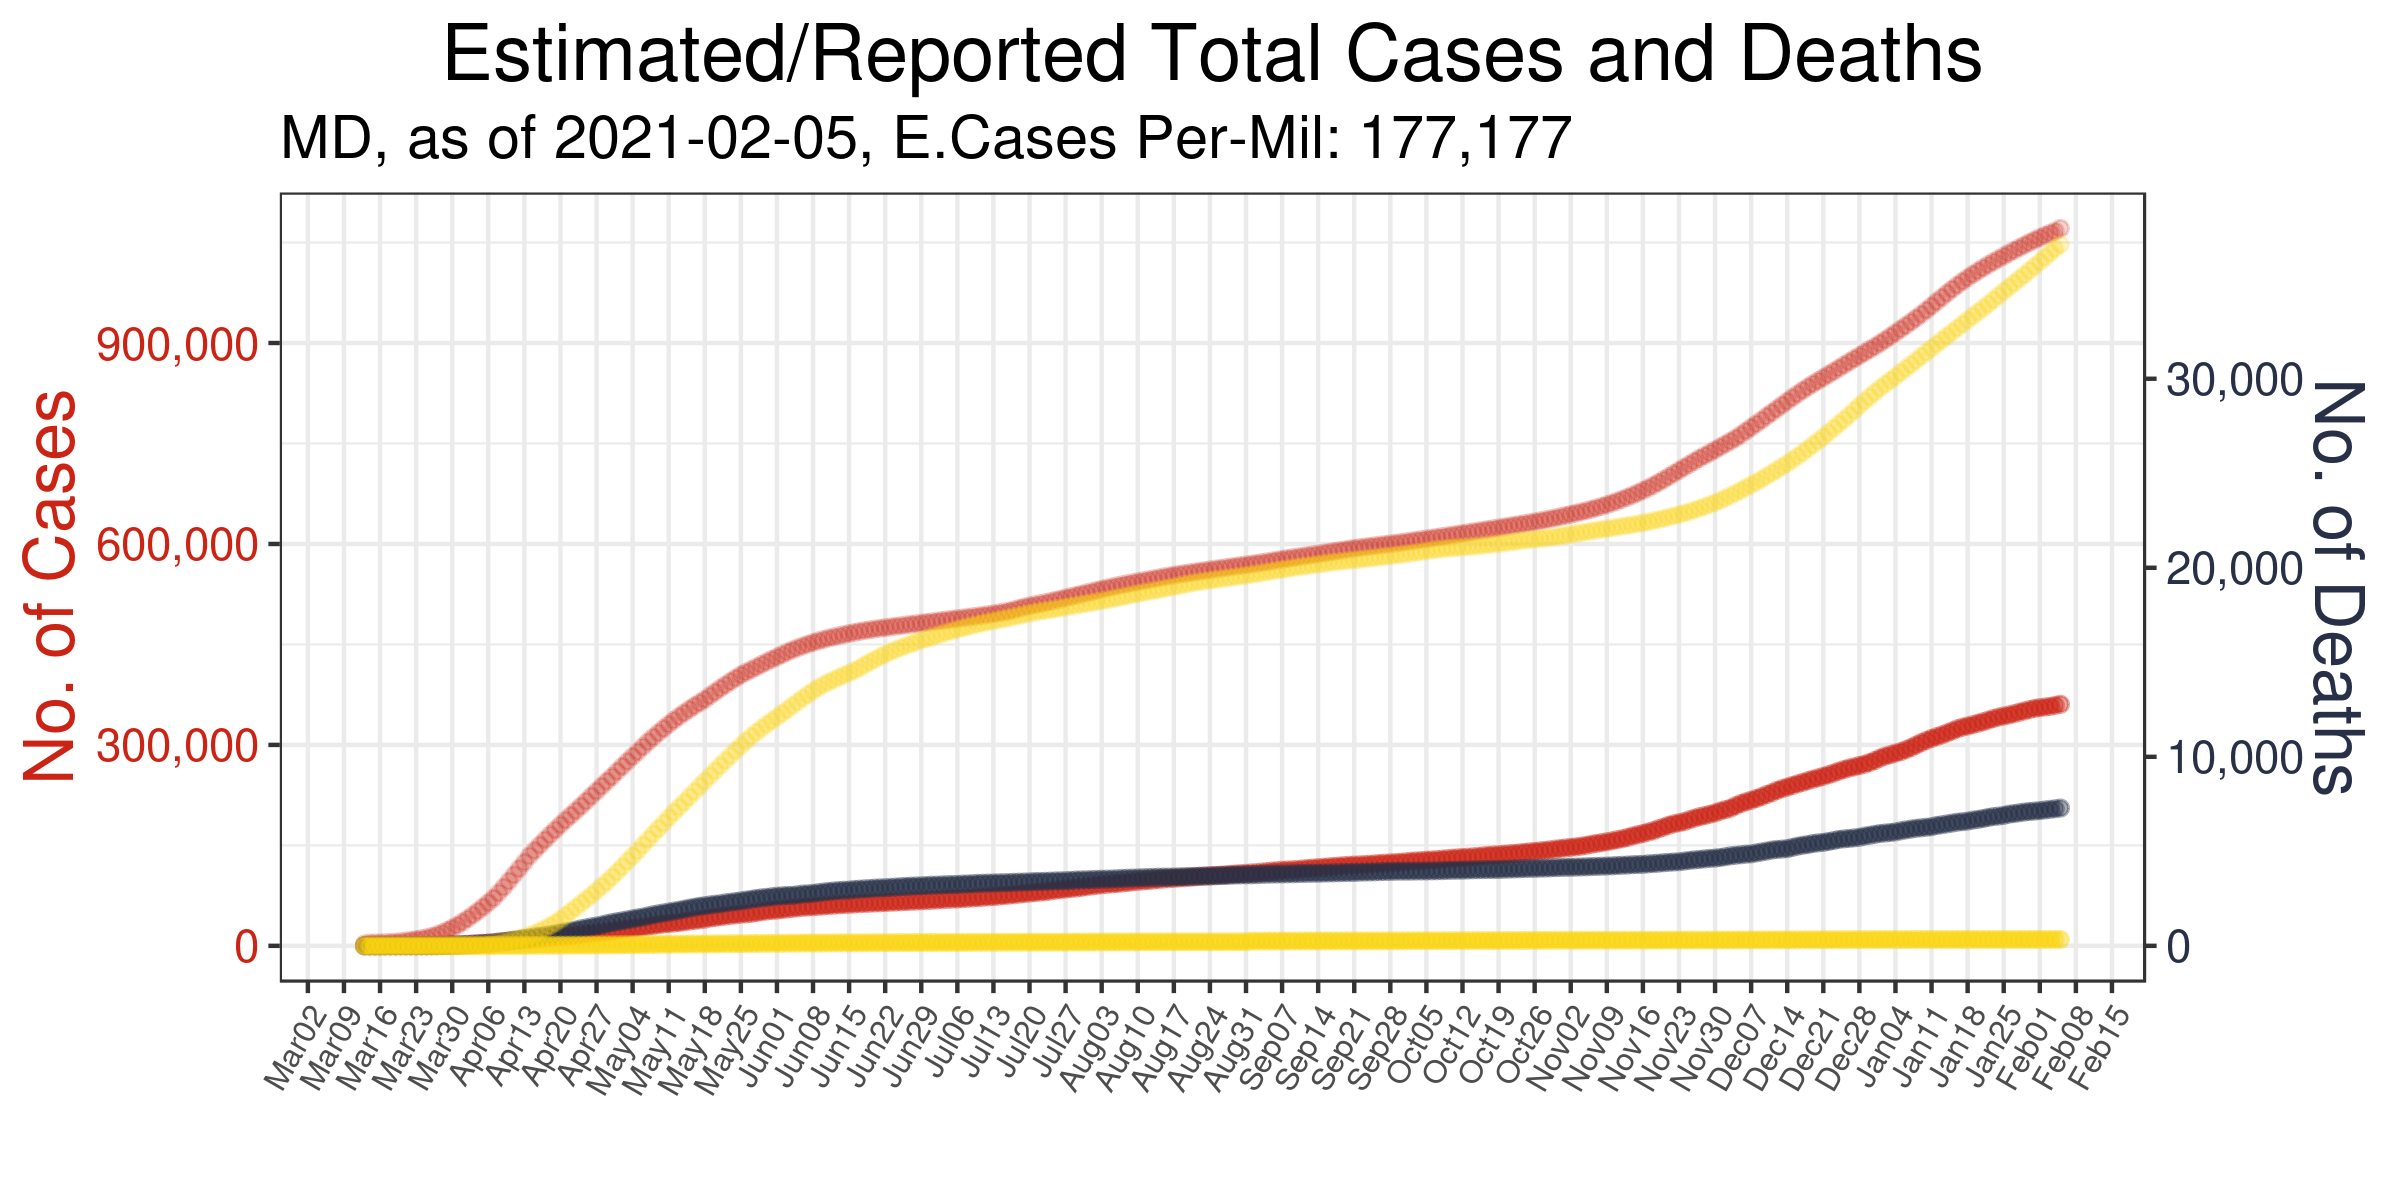 Estimated/Reported Total Cases and Deaths
MD, as of 2021-02-05, E.Cases Per-Mil: 177,177
No. of Cases
900,000
600,000
300,000
0
30,000
20,000
10,000
0
No. of Deaths
Mar02
Mar09
Mar16
Mar23
Mar30
Apr06
Apr13
Apr20
Apr27
May04
May11
May18
May25
Jun01
Jun08
Jun15
Jun22
Jun29
Jul06
Jul13
Jul20
Jul27
Aug03
Aug10
Aug17
Aug24
Aug31
Sep07
Sep14
Sep21
Sep28
Oct05
Oct12
Oct19
Oct26
Nov02
Nov09
Nov16
Nov23
Nov30
Dec07
Dec14
Dec21
Dec28
Jan04
Jan11
Jan18
Jan25
Feb01
Feb08
Feb15